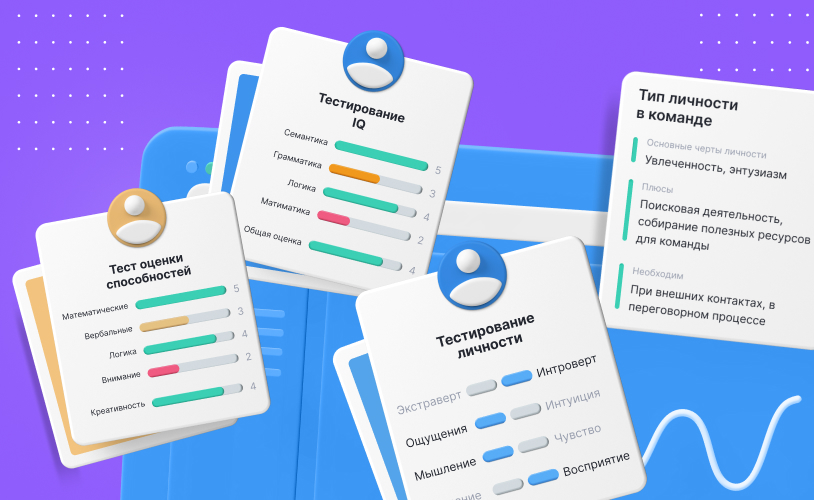 Тестирование
IQ
Семантика 5
Грамматика 3
Логика 4
Матиматика 2
Общая оценка 4
Тип личности
в команде
Основные черты личности
Увлеченность, энтузиазм
Плюсы
Поисковая деятельность,
собирание полезных ресурсов
для команды
Необходим
При внешних контактах, в
переговорном процессе
Тест оценки
способностей
Математические 5
Вербальные 3
Логика 4
Внимание 2
Креативность 4
Тестирование
личности
Экстраверт Интроверт
Ощущения Интуиция
Мышление Чувство
Восприятие